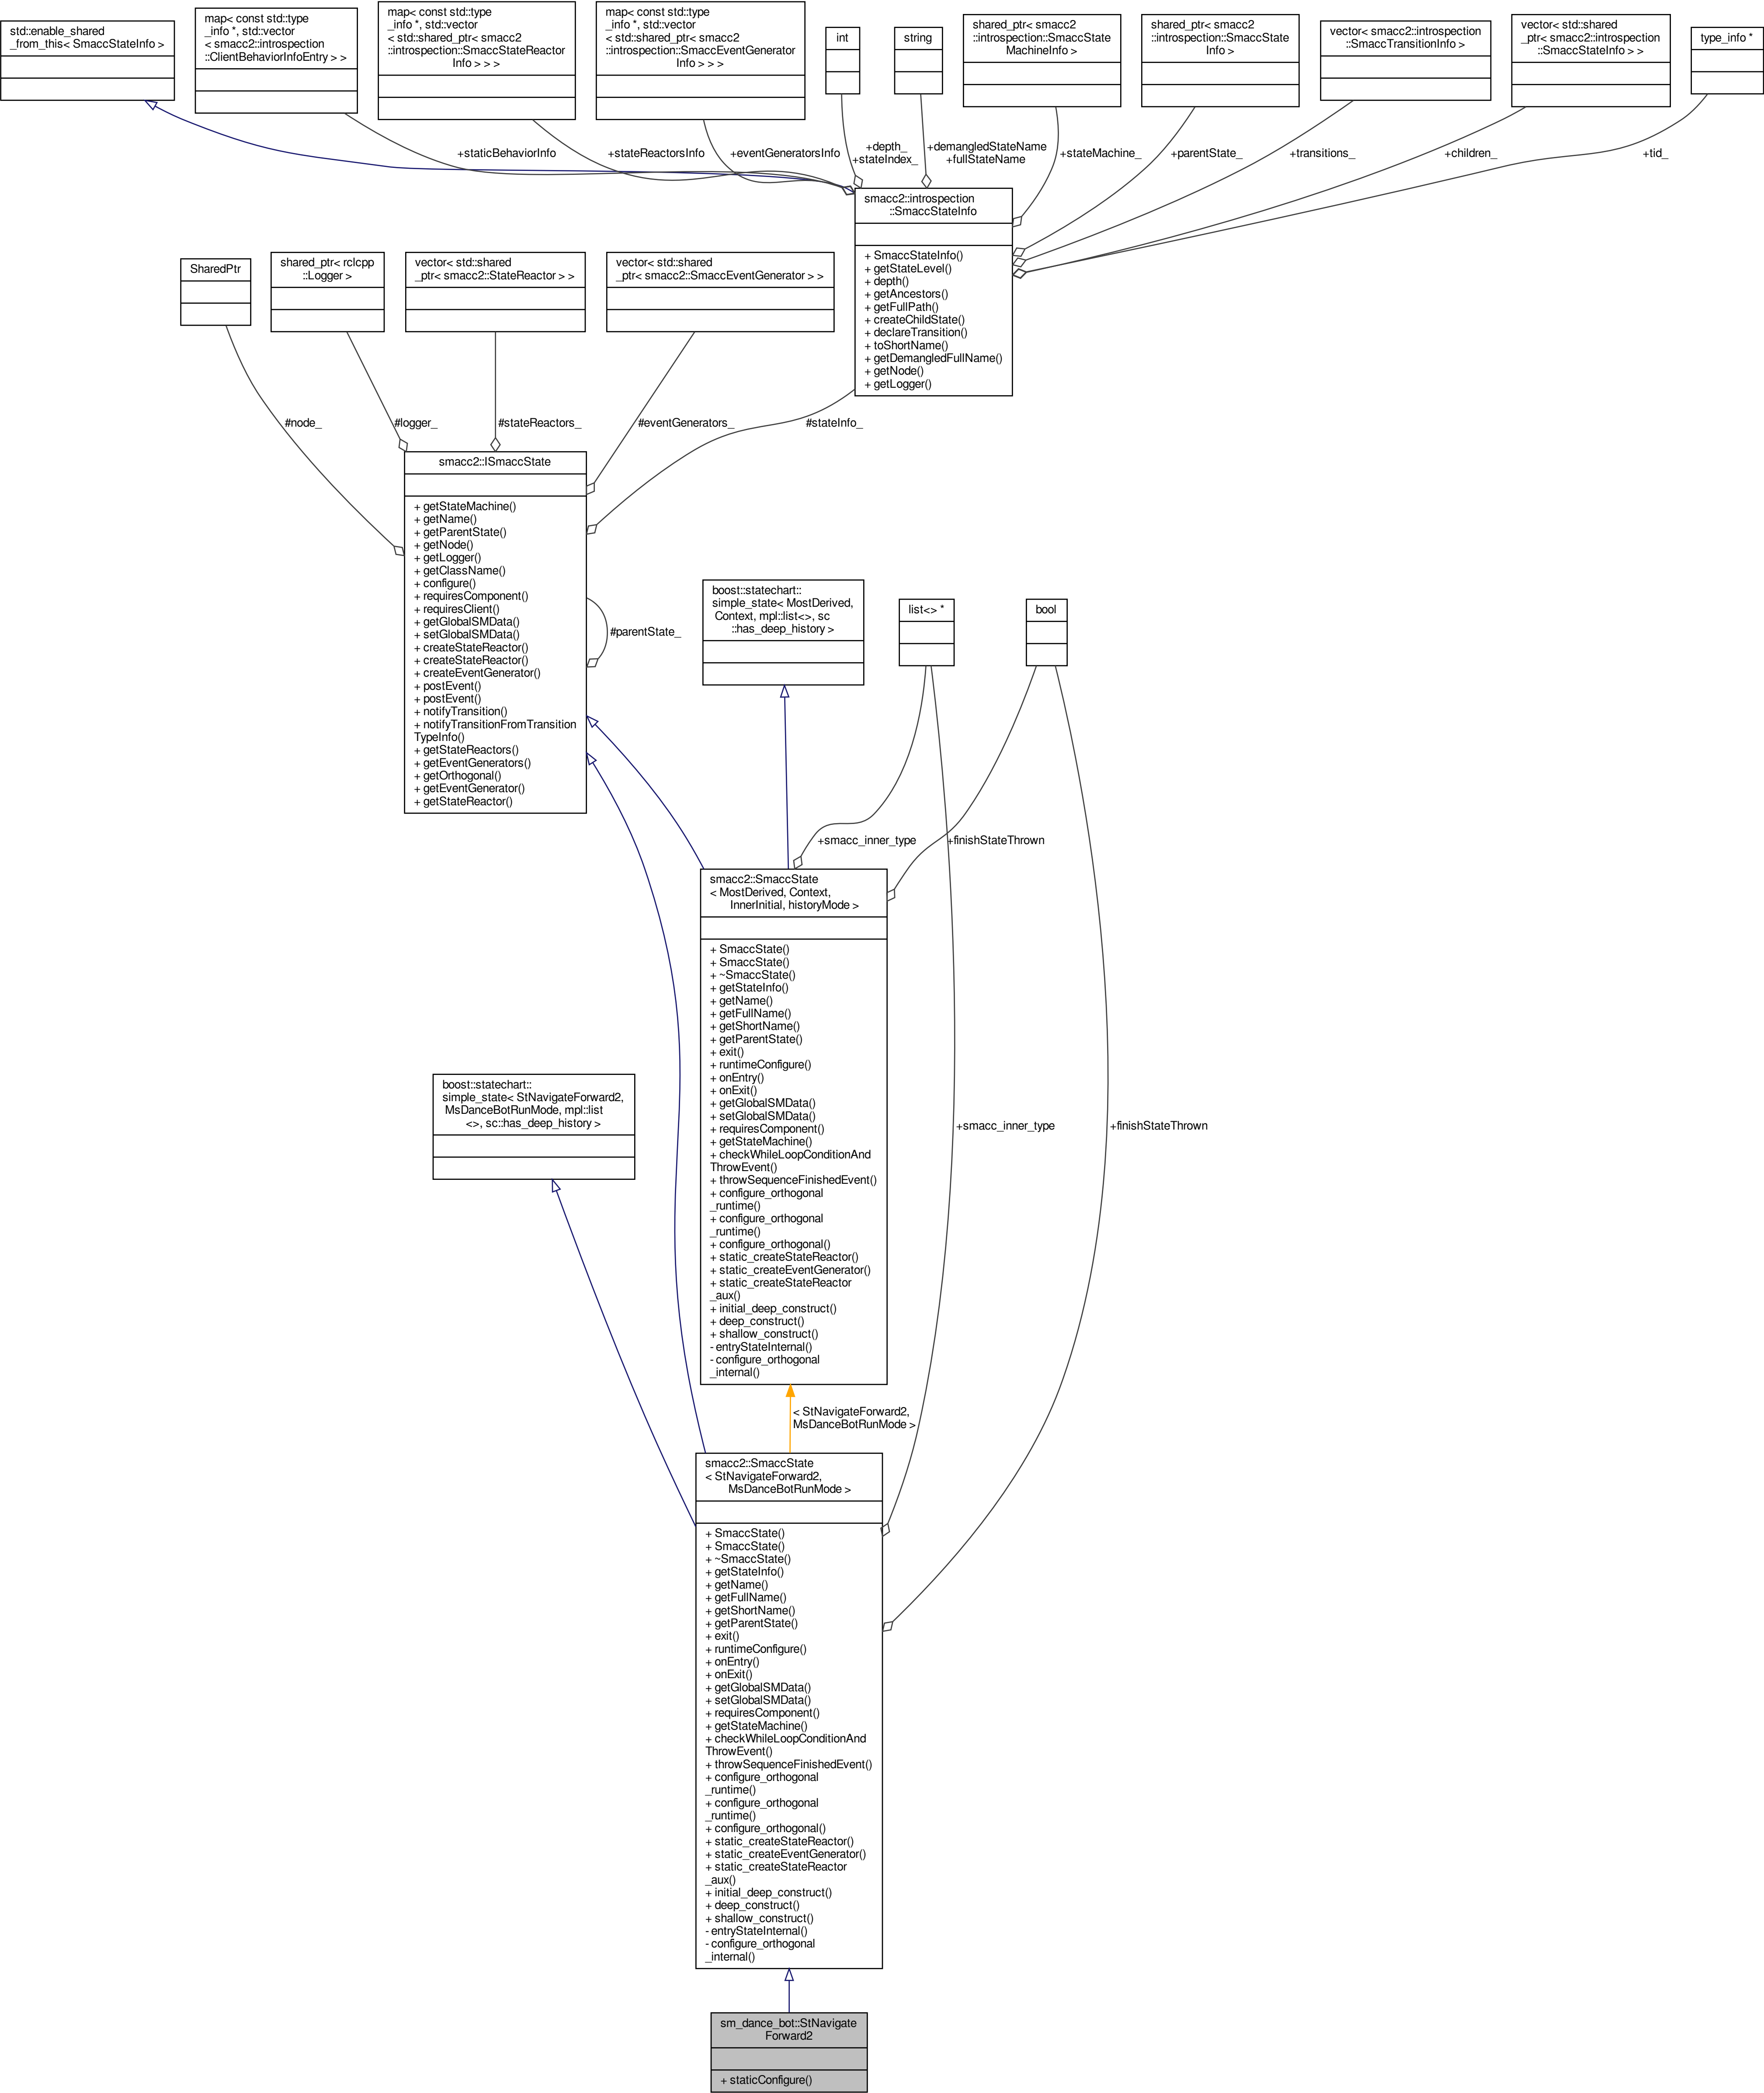 std::enable_shared
_from_this< SmaccStateInfo >
map< const std::type
_info *, std::vector
< smacc2::introspection
::ClientBehaviorInfoEntry > >
map< const std::type
_info *, std::vector
< std::shared_ptr< smacc2
::introspection::SmaccStateReactor
Info > > >
map< const std::type
_info *, std::vector
< std::shared_ptr< smacc2
::introspection::SmaccEventGenerator
Info > > >
int
string
shared_ptr< smacc2
::introspection::SmaccState
MachineInfo >
shared_ptr< smacc2
::introspection::SmaccState
Info >
vector< smacc2::introspection
::SmaccTransitionInfo >
vector< std::shared
_ptr< smacc2::introspection
::SmaccStateInfo > >
type_info *
+staticBehaviorInfo
+stateReactorsInfo
+eventGeneratorsInfo
+depth_
+stateIndex_
+demangledStateName
+fullStateName
+stateMachine_
+parentState_
+transitions_
+children_
+tid_
smacc2::introspection
::SmaccStateInfo
+ SmaccStateInfo()
+ getStateLevel()
+ depth()
+ getAncestors()
+ getFullPath()
+ createChildState()
+ declareTransition()
+ toShortName()
+ getDemangledFullName()
+ getNode()
+ getLogger()
SharedPtr
shared_ptr< rclcpp
::Logger >
vector< std::shared
_ptr< smacc2::StateReactor > >
vector< std::shared
_ptr< smacc2::SmaccEventGenerator > >
#node_
#logger_
#stateReactors_
#eventGenerators_
#stateInfo_
smacc2::ISmaccState
+ getStateMachine()
+ getName()
+ getParentState()
+ getNode()
+ getLogger()
+ getClassName()
+ configure()
+ requiresComponent()
+ requiresClient()
+ getGlobalSMData()
+ setGlobalSMData()
+ createStateReactor()
+ createStateReactor()
+ createEventGenerator()
+ postEvent()
+ postEvent()
+ notifyTransition()
+ notifyTransitionFromTransition
TypeInfo()
+ getStateReactors()
+ getEventGenerators()
+ getOrthogonal()
+ getEventGenerator()
+ getStateReactor()
#parentState_
boost::statechart::
simple_state< MostDerived,
Context, mpl::list<>, sc
::has_deep_history >
list<> *
bool
+smacc_inner_type
+finishStateThrown
smacc2::SmaccState
< MostDerived, Context,
InnerInitial, historyMode >
+ SmaccState()
+ SmaccState()
+ ~SmaccState()
+ getStateInfo()
+ getName()
+ getFullName()
+ getShortName()
+ getParentState()
+ exit()
+ runtimeConfigure()
+ onEntry()
+ onExit()
+ getGlobalSMData()
+ setGlobalSMData()
+ requiresComponent()
+ getStateMachine()
+ checkWhileLoopConditionAnd
ThrowEvent()
+ throwSequenceFinishedEvent()
+ configure_orthogonal
_runtime()
+ configure_orthogonal
_runtime()
+ configure_orthogonal()
+ static_createStateReactor()
+ static_createEventGenerator()
+ static_createStateReactor
_aux()
+ initial_deep_construct()
+ deep_construct()
+ shallow_construct()
- entryStateInternal()
- configure_orthogonal
_internal()
boost::statechart::
simple_state< StNavigateForward2,
MsDanceBotRunMode, mpl::list
<>, sc::has_deep_history >
+smacc_inner_type
+finishStateThrown
< StNavigateForward2,
MsDanceBotRunMode >
smacc2::SmaccState
< StNavigateForward2,
MsDanceBotRunMode >
+ SmaccState()
+ SmaccState()
+ ~SmaccState()
+ getStateInfo()
+ getName()
+ getFullName()
+ getShortName()
+ getParentState()
+ exit()
+ runtimeConfigure()
+ onEntry()
+ onExit()
+ getGlobalSMData()
+ setGlobalSMData()
+ requiresComponent()
+ getStateMachine()
+ checkWhileLoopConditionAnd
ThrowEvent()
+ throwSequenceFinishedEvent()
+ configure_orthogonal
_runtime()
+ configure_orthogonal
_runtime()
+ configure_orthogonal()
+ static_createStateReactor()
+ static_createEventGenerator()
+ static_createStateReactor
_aux()
+ initial_deep_construct()
+ deep_construct()
+ shallow_construct()
- entryStateInternal()
- configure_orthogonal
_internal()
sm_dance_bot::StNavigate
Forward2
+ staticConfigure()